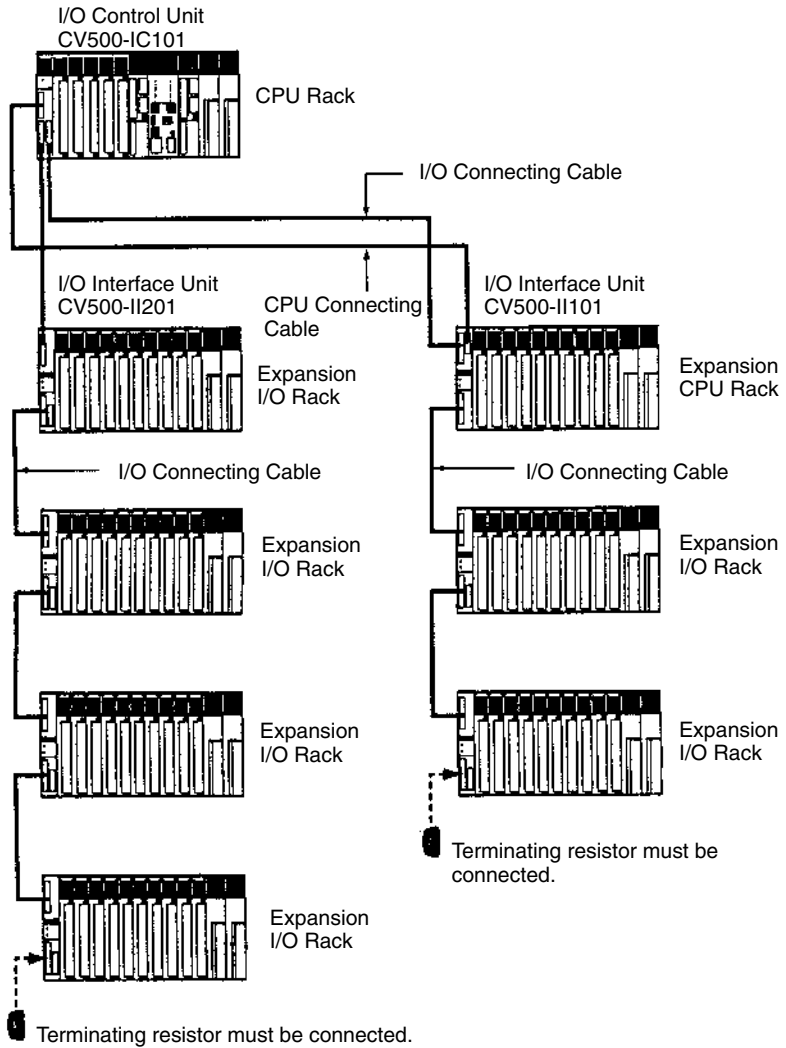 I/O Control Unit
CV500-IC101
CPU Rack
I/O Connecting Cable
I/O Interface Unit
CV500-II201
CPU Connecting
Cable
I/O Interface Unit
CV500-II101
Expansion
I/O Rack
Expansion
CPU Rack
I/O Connecting Cable
I/O Connecting Cable
Expansion
I/O Rack
Expansion
I/O Rack
Expansion
I/O Rack
Expansion
I/O Rack
Terminating resistor must be
connected.
Expansion
I/O Rack
Terminating resistor must be connected.